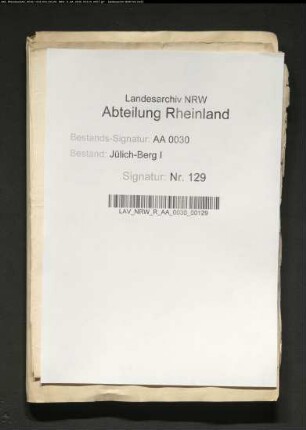 Landesarchiv NRW
Abteilung Rheinland
Bestands-Signatur: AA 0030
Bestand: Jülich-Berg I
Signatur: Nr. 129
LAV_NRW_R_AA_0030_00129